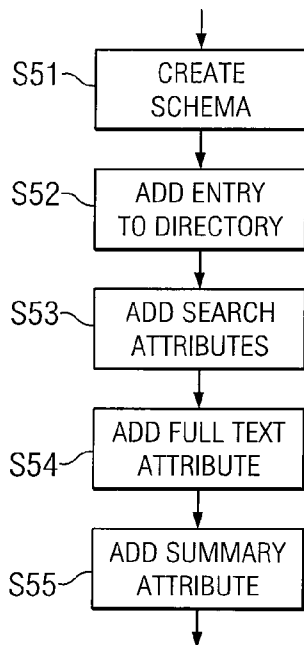 S51
CREATE
SCHEMA
S52
ADD ENTRY
TO DIRECTORY
S53
ADD SEARCH
ATTRIBUTES
S54
ADD FULL TEXT
ATTRIBUTE
S55
ADD SUMMARY
ATTRIBUTE